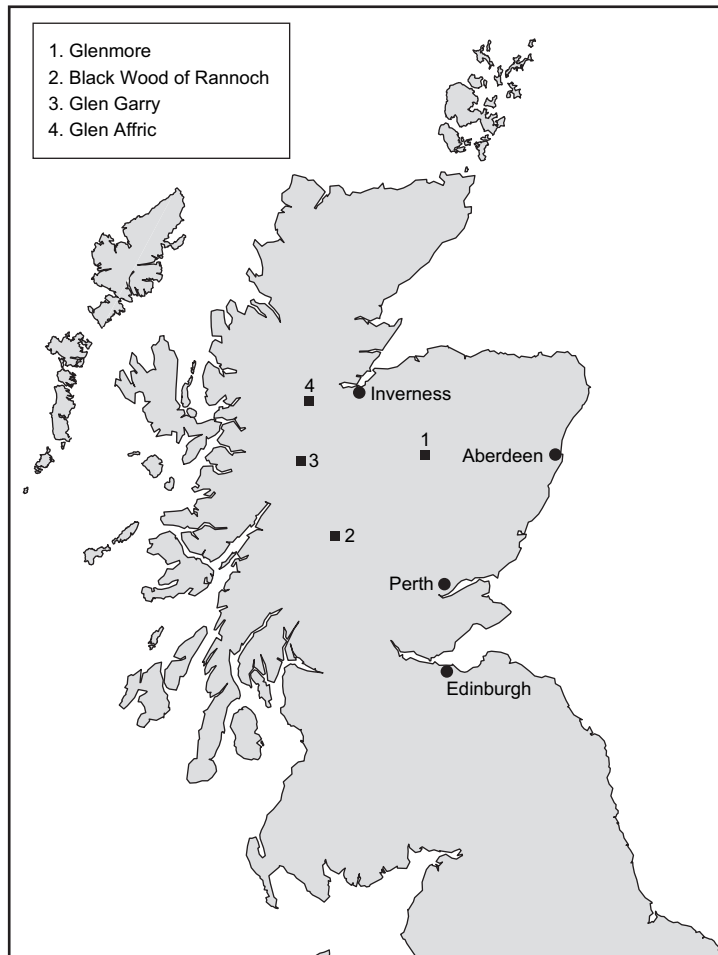 1. Glenmore
2. Black Wood of Rannoch
3. Glen Garry
4. Glen Affric
4
Inverness
1
Aberdeen
3
2
Perth
Edinburgh